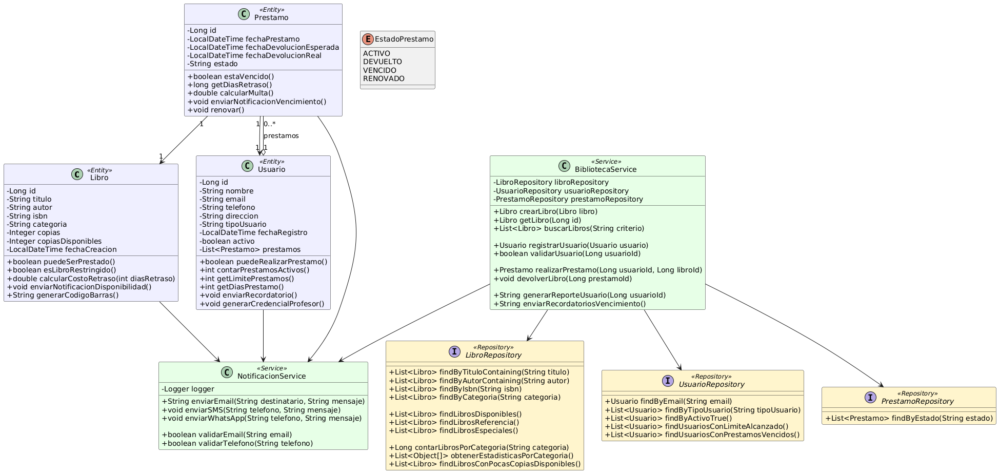 «Entity»
C
Prestamo
-Long id
-LocalDateTime fechaPrestamo
-LocalDateTime fechaDevolucionEsperada
-LocalDateTime fechaDevolucionReal
-String estado
+boolean estaVencido()
+long getDiasRetraso()
+double calcularMulta()
+void enviarNotificacionVencimiento()
+void renovar()
E EstadoPrestamo
ACTIVO
DEVUELTO
VENCIDO
RENOVADO
1
1
0..*
prestamos
1
1
1
«Entity»
C
Libro
-Long id
-String titulo
-String autor
-String isbn
-String categoria
-Integer copias
-Integer copiasDisponibles
-LocalDateTime fechaCreacion
+boolean puedeSerPrestado()
+boolean esLibroRestringido()
+double calcularCostoRetraso(int diasRetraso)
+void enviarNotificacionDisponibilidad()
+String generarCodigoBarras()
«Entity»
C
Usuario
-Long id
-String nombre
-String email
-String telefono
-String direccion
-String tipoUsuario
-LocalDateTime fechaRegistro
-boolean activo
-List<Prestamo> prestamos
+boolean puedeRealizarPrestamo()
+int contarPrestamosActivos()
+int getLimitePrestamos()
+int getDiasPrestamo()
+void enviarRecordatorio()
+void generarCredencialProfesor()
«Service»
C
BibliotecaService
-LibroRepository libroRepository
-UsuarioRepository usuarioRepository
-PrestamoRepository prestamoRepository
+Libro crearLibro(Libro libro)
+Libro getLibro(Long id)
+List<Libro> buscarLibros(String criterio)
+Usuario registrarUsuario(Usuario usuario)
+boolean validarUsuario(Long usuarioId)
+Prestamo realizarPrestamo(Long usuarioId, Long libroId)
+void devolverLibro(Long prestamoId)
+String generarReporteUsuario(Long usuarioId)
+String enviarRecordatoriosVencimiento()
«Service»
C
NotificacionService
-Logger logger
+String enviarEmail(String destinatario, String mensaje)
+void enviarSMS(String telefono, String mensaje)
+void enviarWhatsApp(String telefono, String mensaje)
+boolean validarEmail(String email)
+boolean validarTelefono(String telefono)
«Repository»
I
LibroRepository
+List<Libro> findByTituloContaining(String titulo)
+List<Libro> findByAutorContaining(String autor)
+List<Libro> findByIsbn(String isbn)
+List<Libro> findByCategoria(String categoria)
+List<Libro> findLibrosDisponibles()
+List<Libro> findLibrosReferencia()
+List<Libro> findLibrosEspeciales()
+Long contarLibrosPorCategoria(String categoria)
+List<Object[]> obtenerEstadisticasPorCategoria()
+List<Libro> findLibrosConPocasCopiasDisponibles()
«Repository»
I
UsuarioRepository
+Usuario findByEmail(String email)
+List<Usuario> findByTipoUsuario(String tipoUsuario)
+List<Usuario> findByActivoTrue()
+List<Usuario> findUsuariosConLimiteAlcanzado()
+List<Usuario> findUsuariosConPrestamosVencidos()
«Repository»
I
PrestamoRepository
+List<Prestamo> findByEstado(String estado)